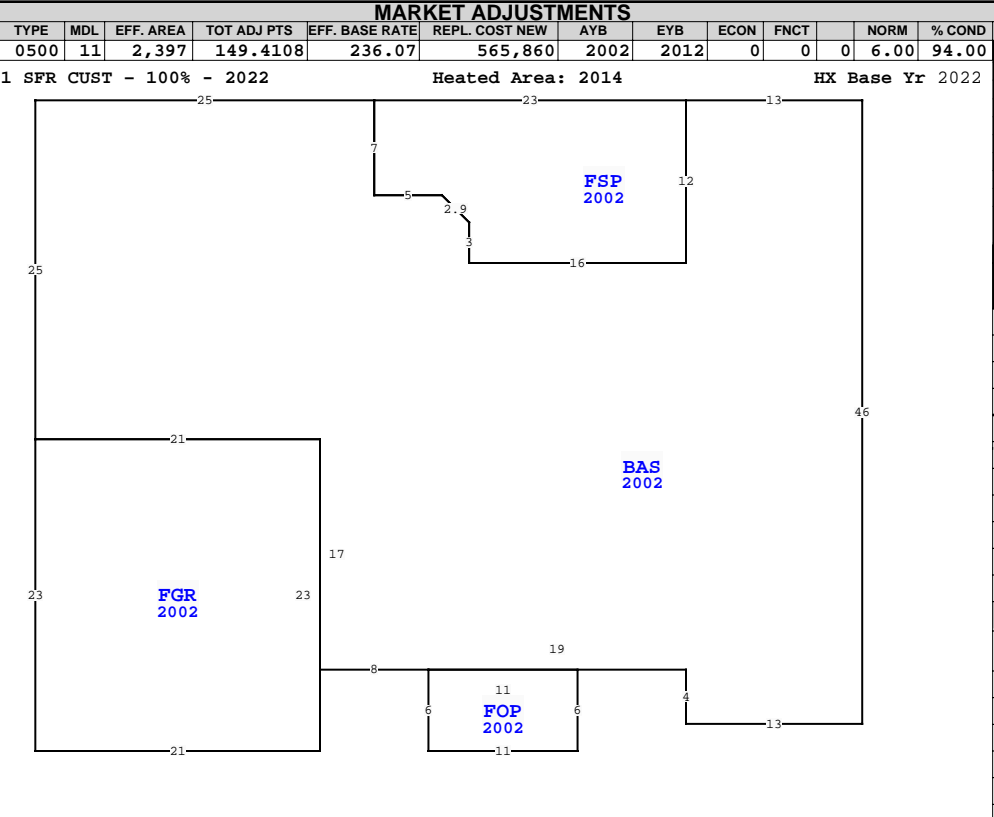 MARKET ADJUSTMENTS
TYPE MDL EFF. AREA TOT ADJ PTS EFF. BASE RATE REPL. COST NEW AYB EYB ECON FNCT NORM % COND
0500 11 2,397 149.4108 236.07 565,860 2002 2012 0 0 0 6.00 94.00
1 SFR CUST - 100% - 2022 Heated Area: 2014 HX Base Yr 2022
25 23 13
7
FSP 12
2002
5
2.9
3
16
25
46
21
BAS
2002
17
23 FGR 23
2002
19
8
11
4
6 FOP 6
2002
13
21 11